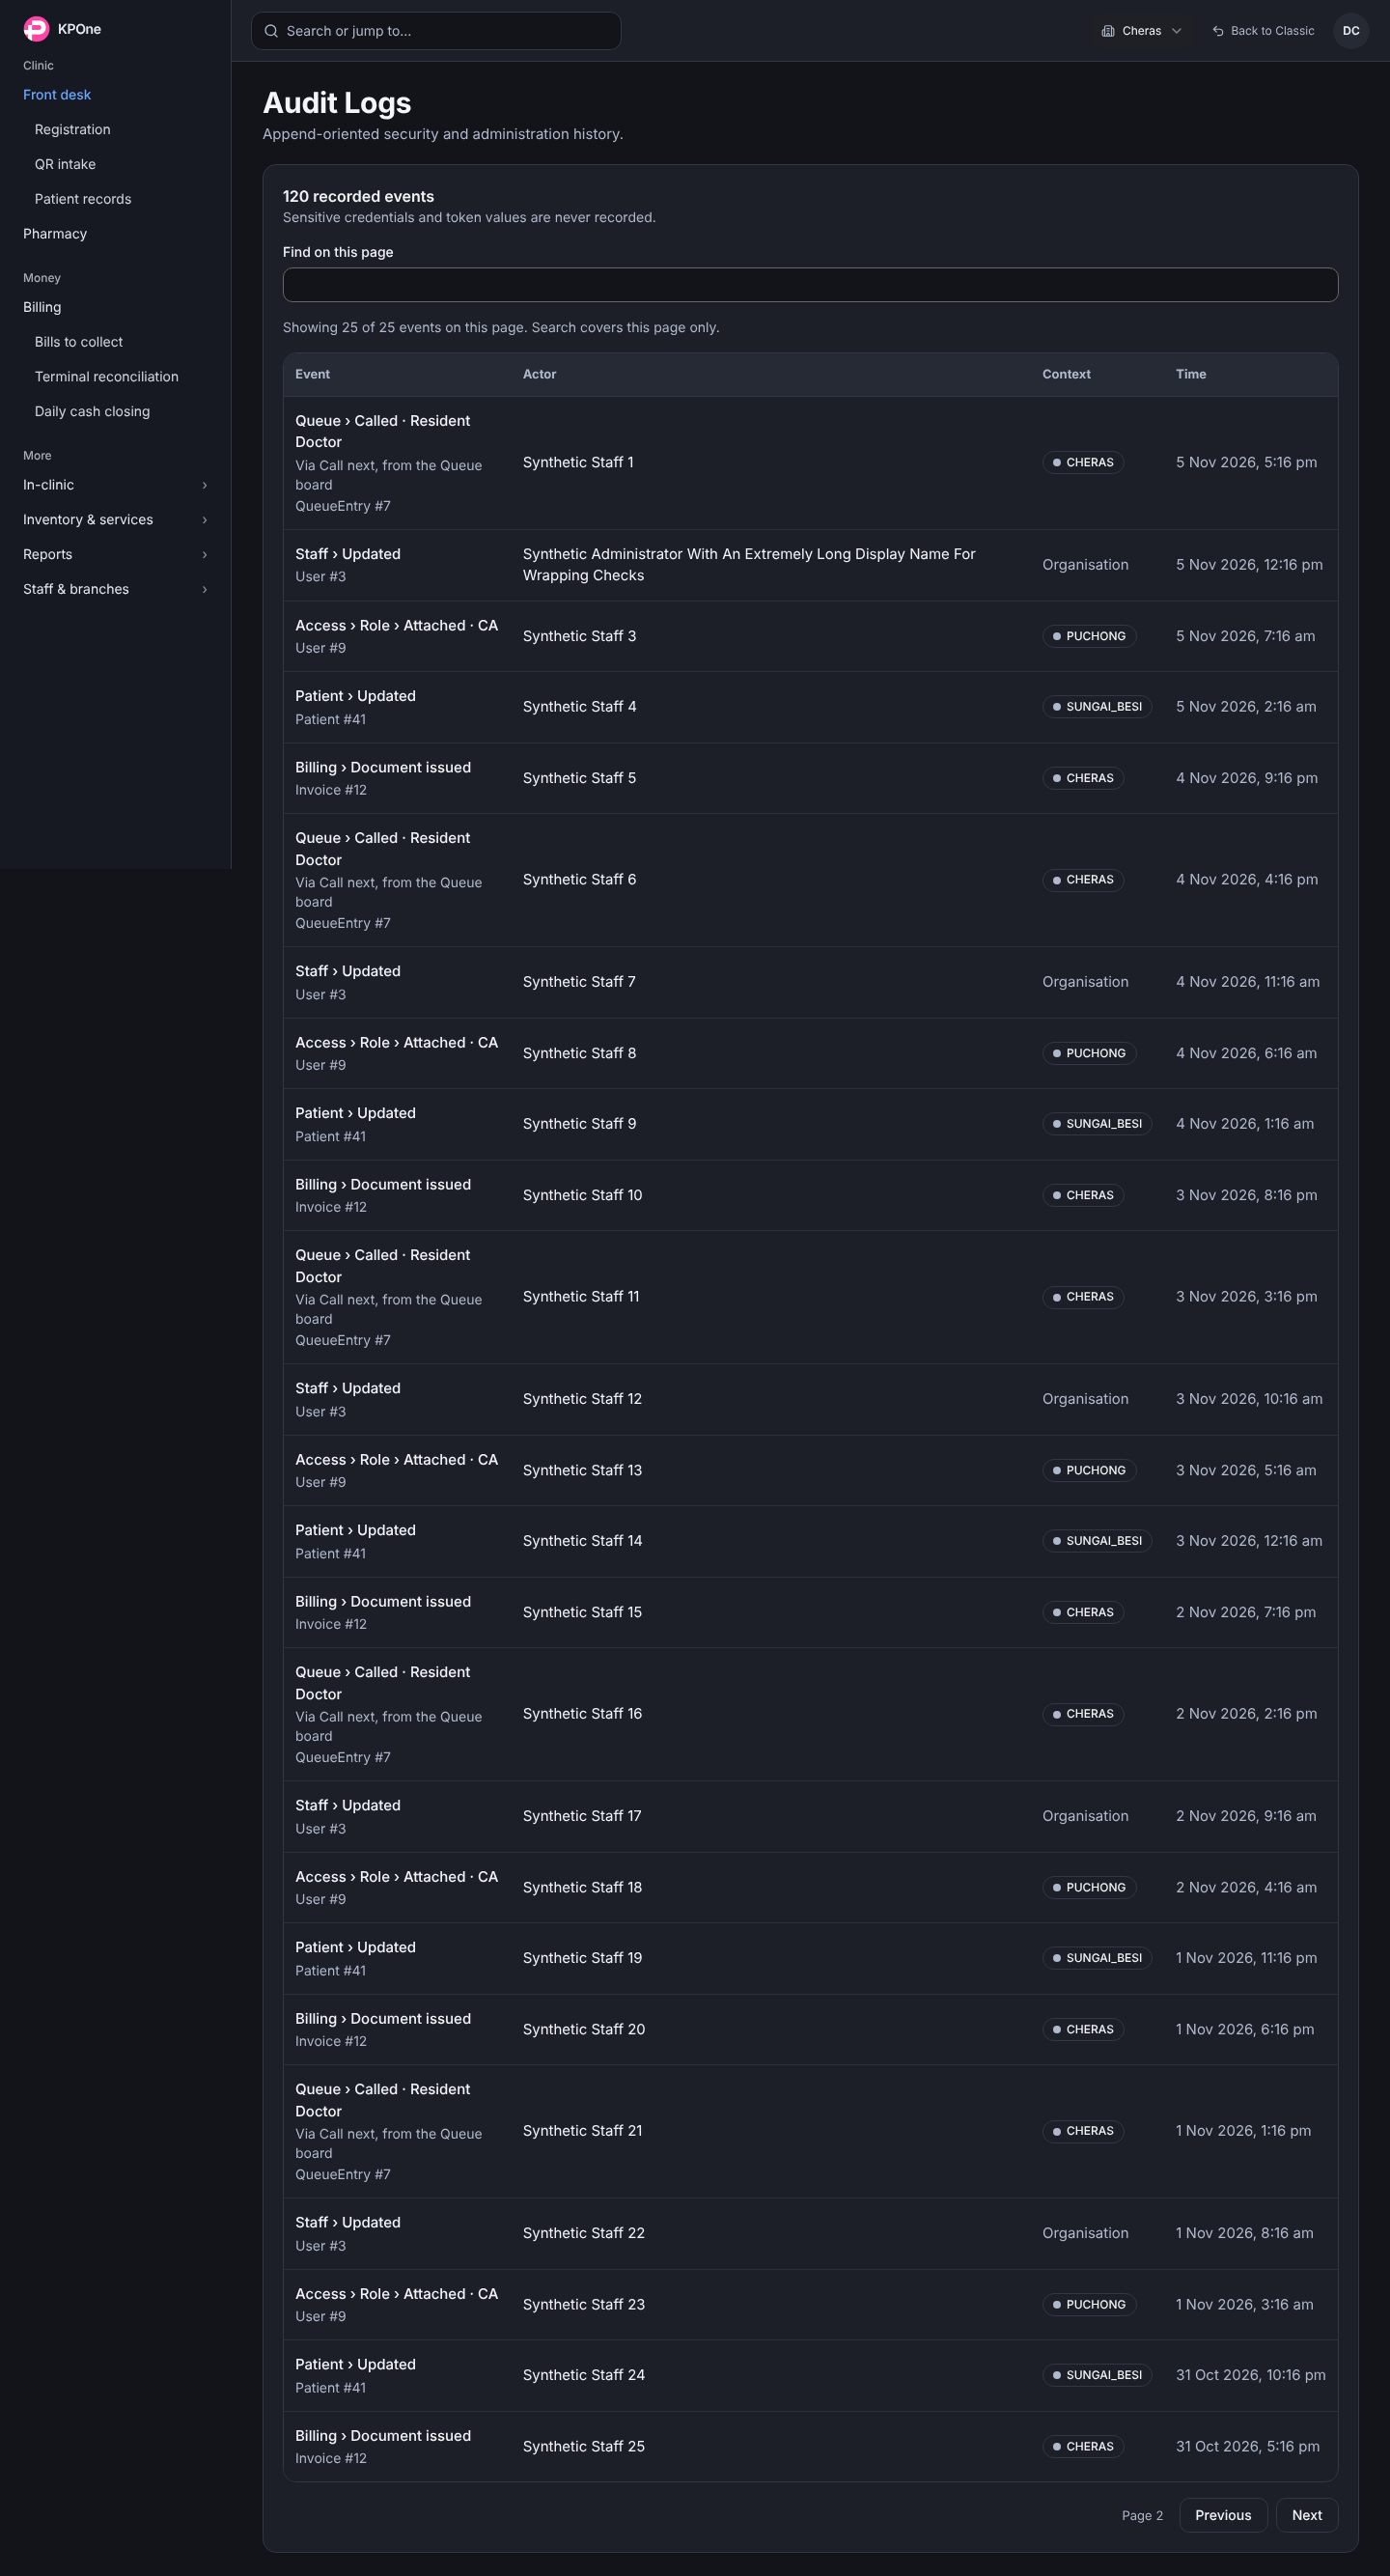 KPOne
Clinic
Front desk
Registration
QR intake
Patient records
Pharmacy
Money
Billing
Bills to collect
Terminal reconciliation
Daily cash closing
More
In-clinic
Inventory & services
Reports
Staff & branches
Search or jump to...
Cheras
Back to Classic
DC
Audit Logs
Append-oriented security and administration history.
120 recorded events
Sensitive credentials and token values are never recorded.
Find on this page
Showing 25 of 25 events on this page. Search covers this page only.
Event Actor Context Time
Queue › Called · Resident
Doctor
Via Call next, from the Queue
board
QueueEntry #7
Synthetic Staff 1
CHERAS
5 Nov 2026, 5:16 pm
Staff › Updated
User #3
Synthetic Administrator With An Extremely Long Display Name For
Wrapping Checks
Organisation
5 Nov 2026, 12:16 pm
Access › Role › Attached · CA
User #9
Synthetic Staff 3
PUCHONG
5 Nov 2026, 7:16 am
Patient › Updated
Patient #41
Synthetic Staff 4
SUNGAI_BESI
5 Nov 2026, 2:16 am
Billing › Document issued
Invoice #12
Synthetic Staff 5
CHERAS
4 Nov 2026, 9:16 pm
Queue › Called · Resident
Doctor
Via Call next, from the Queue
board
QueueEntry #7
Synthetic Staff 6
CHERAS
4 Nov 2026, 4:16 pm
Staff › Updated
User #3
Synthetic Staff 7
Organisation
4 Nov 2026, 11:16 am
Access › Role › Attached · CA
User #9
Synthetic Staff 8
PUCHONG
4 Nov 2026, 6:16 am
Patient › Updated
Patient #41
Synthetic Staff 9
SUNGAI_BESI
4 Nov 2026, 1:16 am
Billing › Document issued
Invoice #12
Synthetic Staff 10
CHERAS
3 Nov 2026, 8:16 pm
Queue › Called · Resident
Doctor
Via Call next, from the Queue
board
QueueEntry #7
Synthetic Staff 11
CHERAS
3 Nov 2026, 3:16 pm
Staff › Updated
User #3
Synthetic Staff 12
Organisation
3 Nov 2026, 10:16 am
Access › Role › Attached · CA
User #9
Synthetic Staff 13
PUCHONG
3 Nov 2026, 5:16 am
Patient › Updated
Patient #41
Synthetic Staff 14
SUNGAI_BESI
3 Nov 2026, 12:16 am
Billing › Document issued
Invoice #12
Synthetic Staff 15
CHERAS
2 Nov 2026, 7:16 pm
Queue › Called · Resident
Doctor
Via Call next, from the Queue
board
QueueEntry #7
Synthetic Staff 16
CHERAS
2 Nov 2026, 2:16 pm
Staff › Updated
User #3
Synthetic Staff 17
Organisation
2 Nov 2026, 9:16 am
Access › Role › Attached · CA
User #9
Synthetic Staff 18
PUCHONG
2 Nov 2026, 4:16 am
Patient › Updated
Patient #41
Synthetic Staff 19
SUNGAI_BESI
1 Nov 2026, 11:16 pm
Billing › Document issued
Invoice #12
Synthetic Staff 20
CHERAS
1 Nov 2026, 6:16 pm
Queue › Called · Resident
Doctor
Via Call next, from the Queue
board
QueueEntry #7
Synthetic Staff 21
CHERAS
1 Nov 2026, 1:16 pm
Staff › Updated
User #3
Synthetic Staff 22
Organisation
1 Nov 2026, 8:16 am
Access › Role › Attached · CA
User #9
Synthetic Staff 23
PUCHONG
1 Nov 2026, 3:16 am
Patient › Updated
Patient #41
Synthetic Staff 24
SUNGAI_BESI
31 Oct 2026, 10:16 pm
Billing › Document issued
Invoice #12
Synthetic Staff 25
CHERAS
31 Oct 2026, 5:16 pm
Page 2
Previous
Next